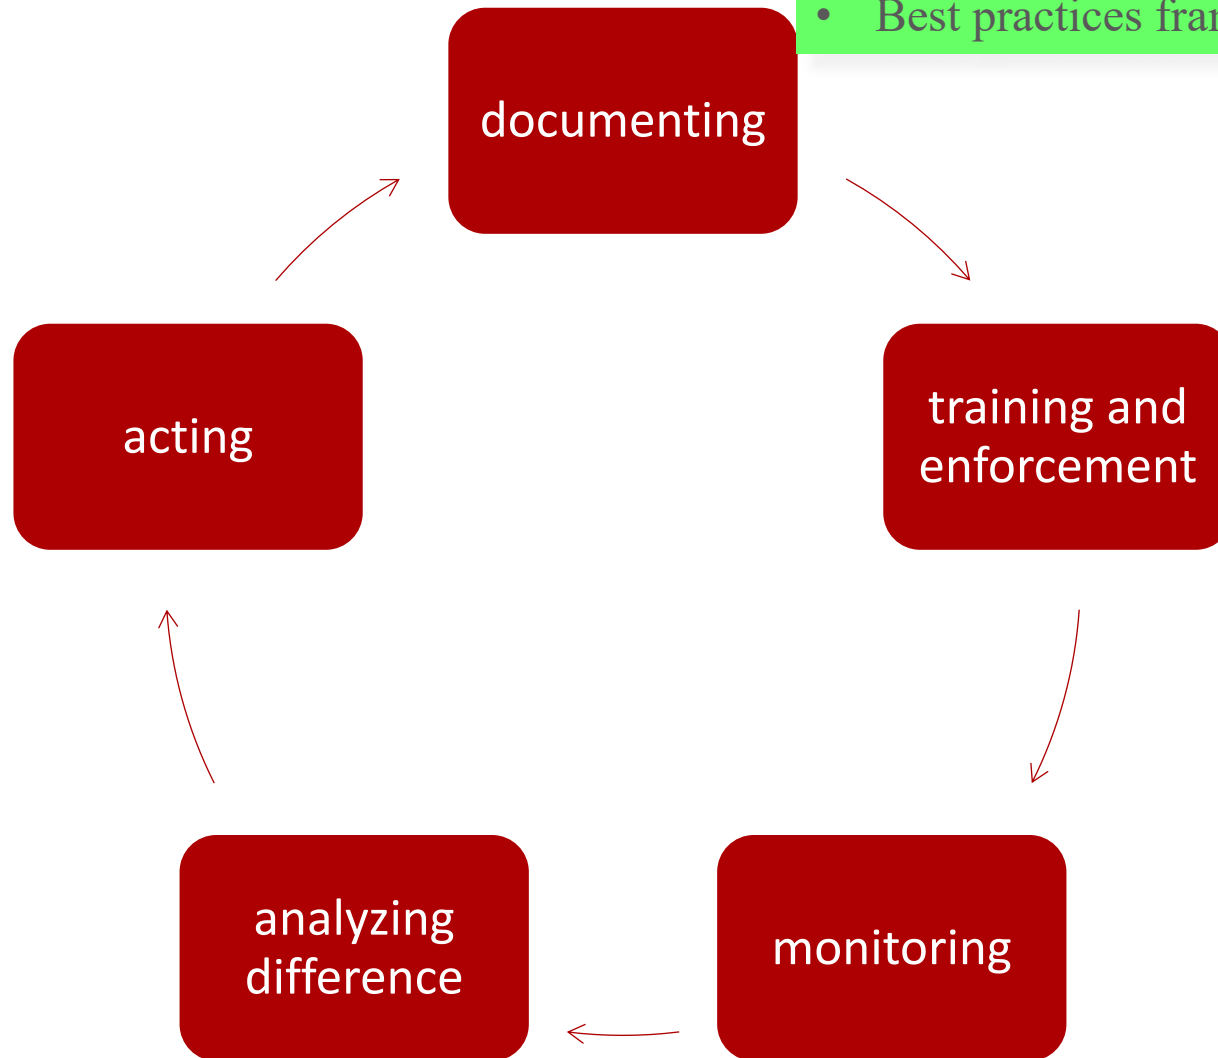 • Best practices
documenting
training and
enforcement
monitoring
analyzing
difference
acting